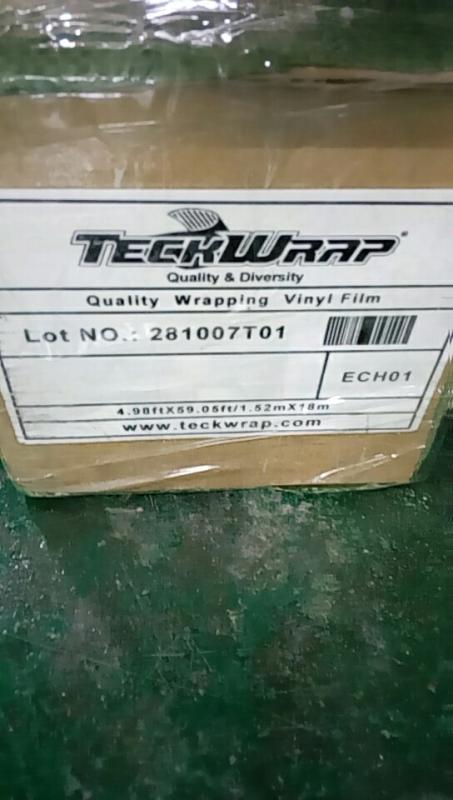 TECKWRAP®
Quality & Diversity
Quality Wrapping Vinyl Film
Lot NO.: 281007T01
ECH01
4.98ftX59.05ft/1.52mX18m
www.teckwrap.com